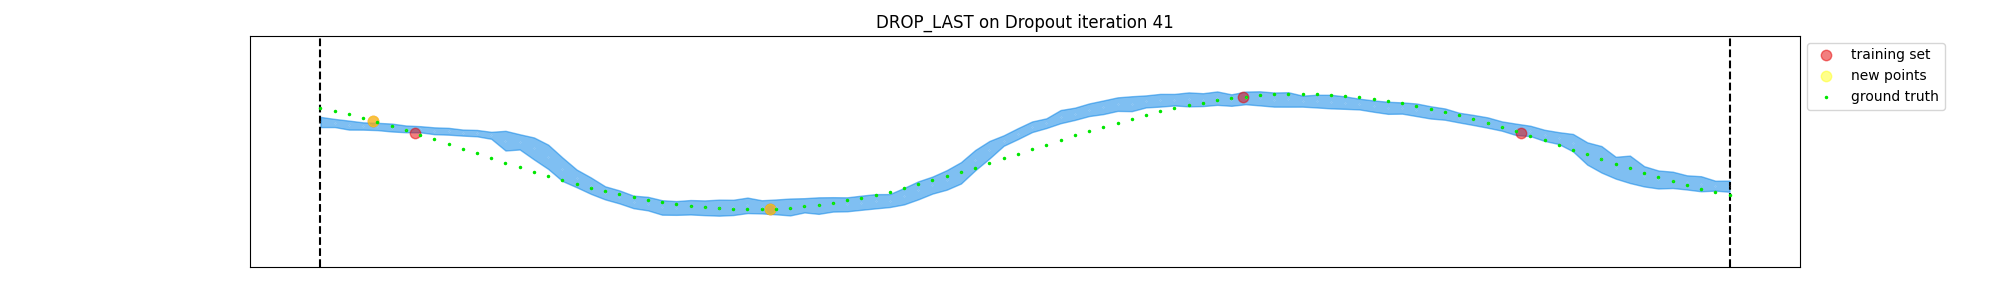 DROP_LAST on Dropout iteration 41
training set
new points
ground truth